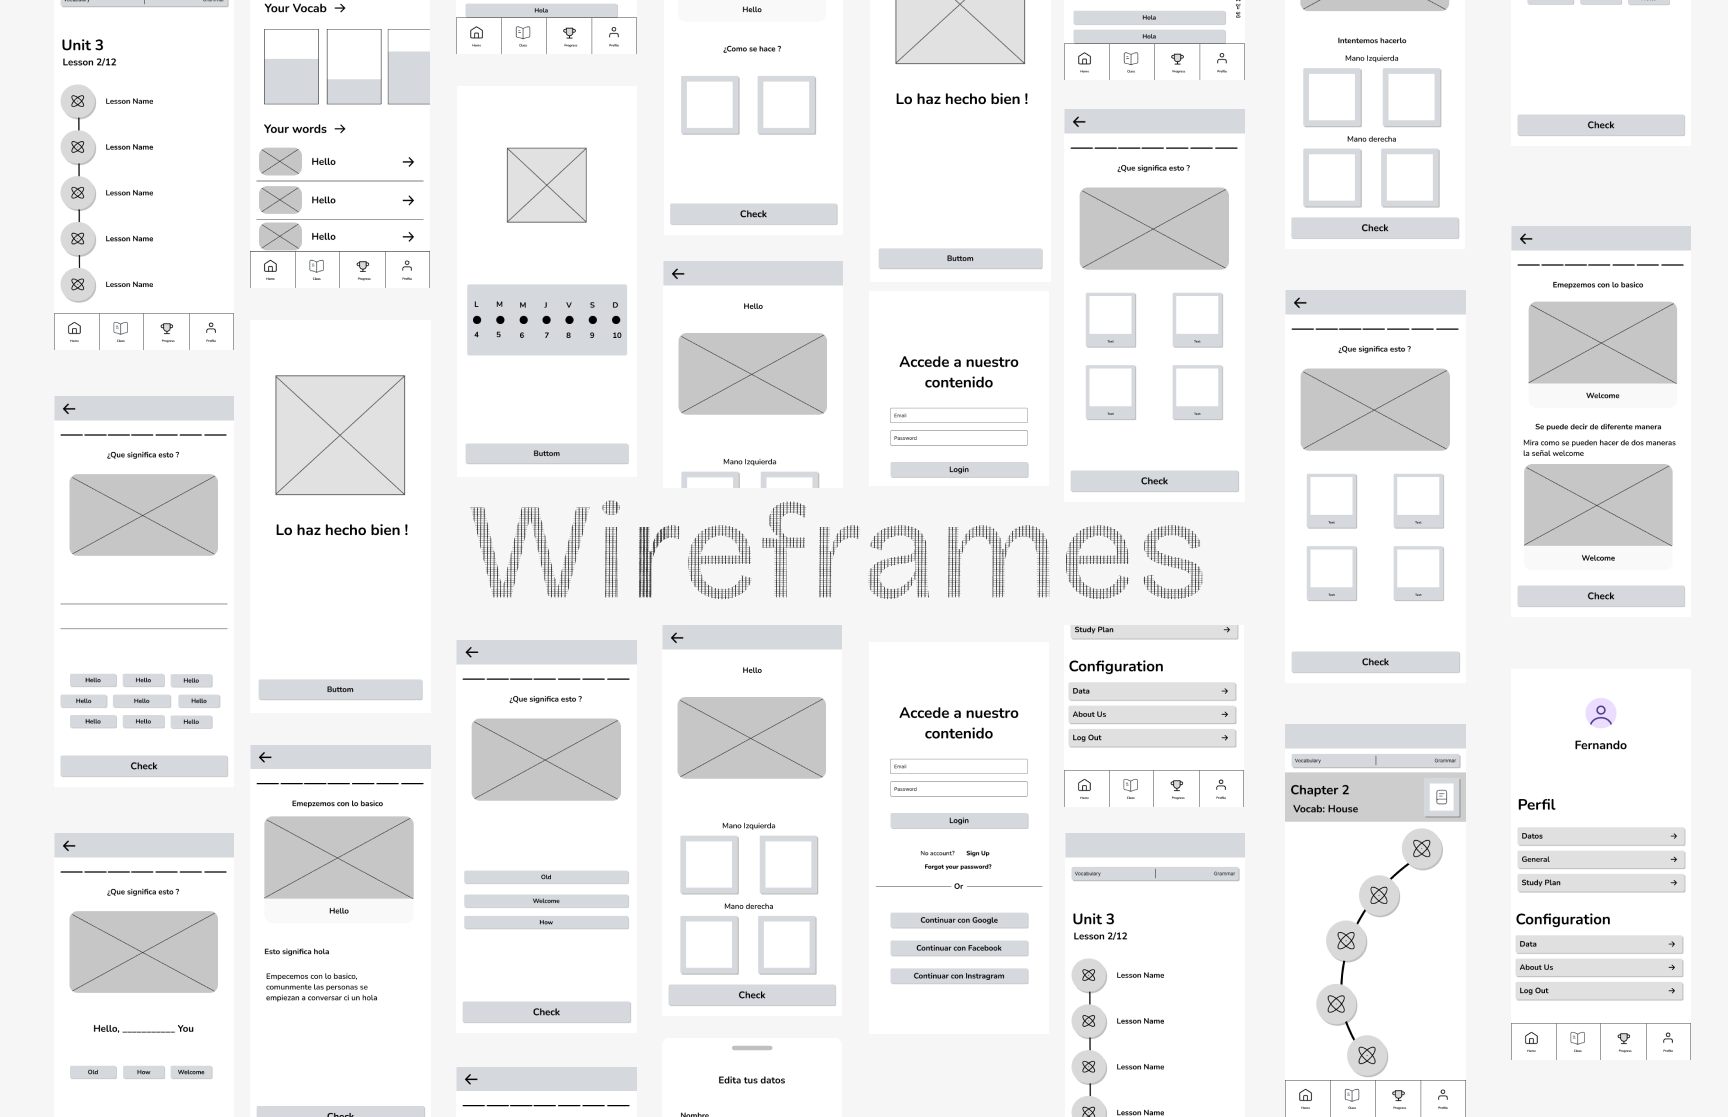 Vocabulary Grammar
Unit 3
Lesson 2/12
Lesson Name
Lesson Name
Lesson Name
Lesson Name
Lesson Name
Home Class Progress Profile
¿Que significa esto ?
Hello Hello Hello
Hello Hello Hello
Hello Hello Hello
Check
¿Que significa esto ?
Hello, ___________ You
Old How Welcome
Your Vocab
Your words
Hello
Hello
Hello
Home Class Progress Profile
Lo haz hecho bien !
Buttom
Emepzemos con lo basico
Hello
Esto significa hola
Empecemos con lo basico,
comunmente las personas se
empiezan a conversar ci un hola
Check
Hola
Home Class Progress Profile
L M M J V S D
4 5 6 7 8 9 10
Buttom
Wireframes
¿Que significa esto ?
Old
Welcome
How
Check
Hello
¿Como se hace ?
Check
Hello
Mano Izquierda
Hello
Mano Izquierda
Mano derecha
Check
Edita tus datos
Nombre
Lo haz hecho bien !
Buttom
Accede a nuestro
contenido
Email
Password
Login
Accede a nuestro
contenido
Email
Password
Login
No account? Sign Up
Forgot your password?
Or
Continuar con Google
Continuar con Facebook
Continuar con Instragram
Hola
Hola
Home Class Progress Profile
¿Que significa esto ?
Text Text
Text Text
Check
Study Plan
Configuration
Data
About Us
Log Out
Home Class Progress Profile
Vocabulary Grammar
Unit 3
Lesson 2/12
Lesson Name
Lesson Name
Lesson Name
Lesson Name
Intentemos hacerlo
Mano Izquierda
Mano derecha
Check
¿Que significa esto ?
Text Text
Text Text
Check
Vocabulary Grammar
Chapter 2
Vocab: House
Home Class Progress Profile
Check
Emepzemos con lo basico
Welcome
Se puede decir de diferente manera
Mira como se pueden hacer de dos maneras
la señal welcome
Welcome
Check
Fernando
Perfil
Datos
General
Study Plan
Configuration
Data
About Us
Log Out
Home Class Progress Profile